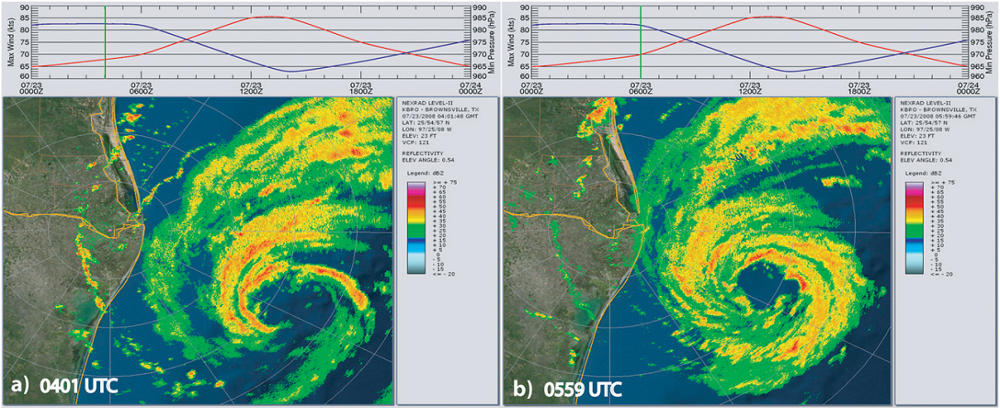 90
85
80
75
70
65
60
Max Wind (kts)
990
985
980
975
970
965
960
Min Pressure (hPa)
07/23 07/23 07/23 07/23 07/24
0000Z 0600Z 1200Z 1800Z 0000Z
NEXRAD LEVEL-II
KBRO - BROWNSVILLE, TX
07/23/2008 04:01:48 GMT
LAT: 25/54/57 N
LON: 97/25/08 W
ELEV: 23 FT
VCP: 121
REFLECTIVITY
ELEV ANGLE: 0.54
Legend: dBZ
>= + 75
+ 70
+ 65
+ 60
+ 55
+ 50
+ 45
+ 40
+ 35
+ 30
+ 25
+ 20
+ 15
+ 10
+ 5
0
- 5
- 10
- 15
<= - 20
a) 0401 UTC
90
85
80
75
70
65
60
Max Wind (kts)
990
985
980
975
970
965
960
Min Pressure (hPa)
07/23 07/23 07/23 07/23 07/24
0000Z 0600Z 1200Z 1800Z 0000Z
NEXRAD LEVEL-II
KBRO - BROWNSVILLE, TX
07/23/2008 05:59:46 GMT
LAT: 25/54/57 N
LON: 97/25/08 W
ELEV: 23 FT
VCP: 121
REFLECTIVITY
ELEV ANGLE: 0.54
Legend: dBZ
>= + 75
+ 70
+ 65
+ 60
+ 55
+ 50
+ 45
+ 40
+ 35
+ 30
+ 25
+ 20
+ 15
+ 10
+ 5
0
- 5
- 10
- 15
<= - 20
b) 0559 UTC